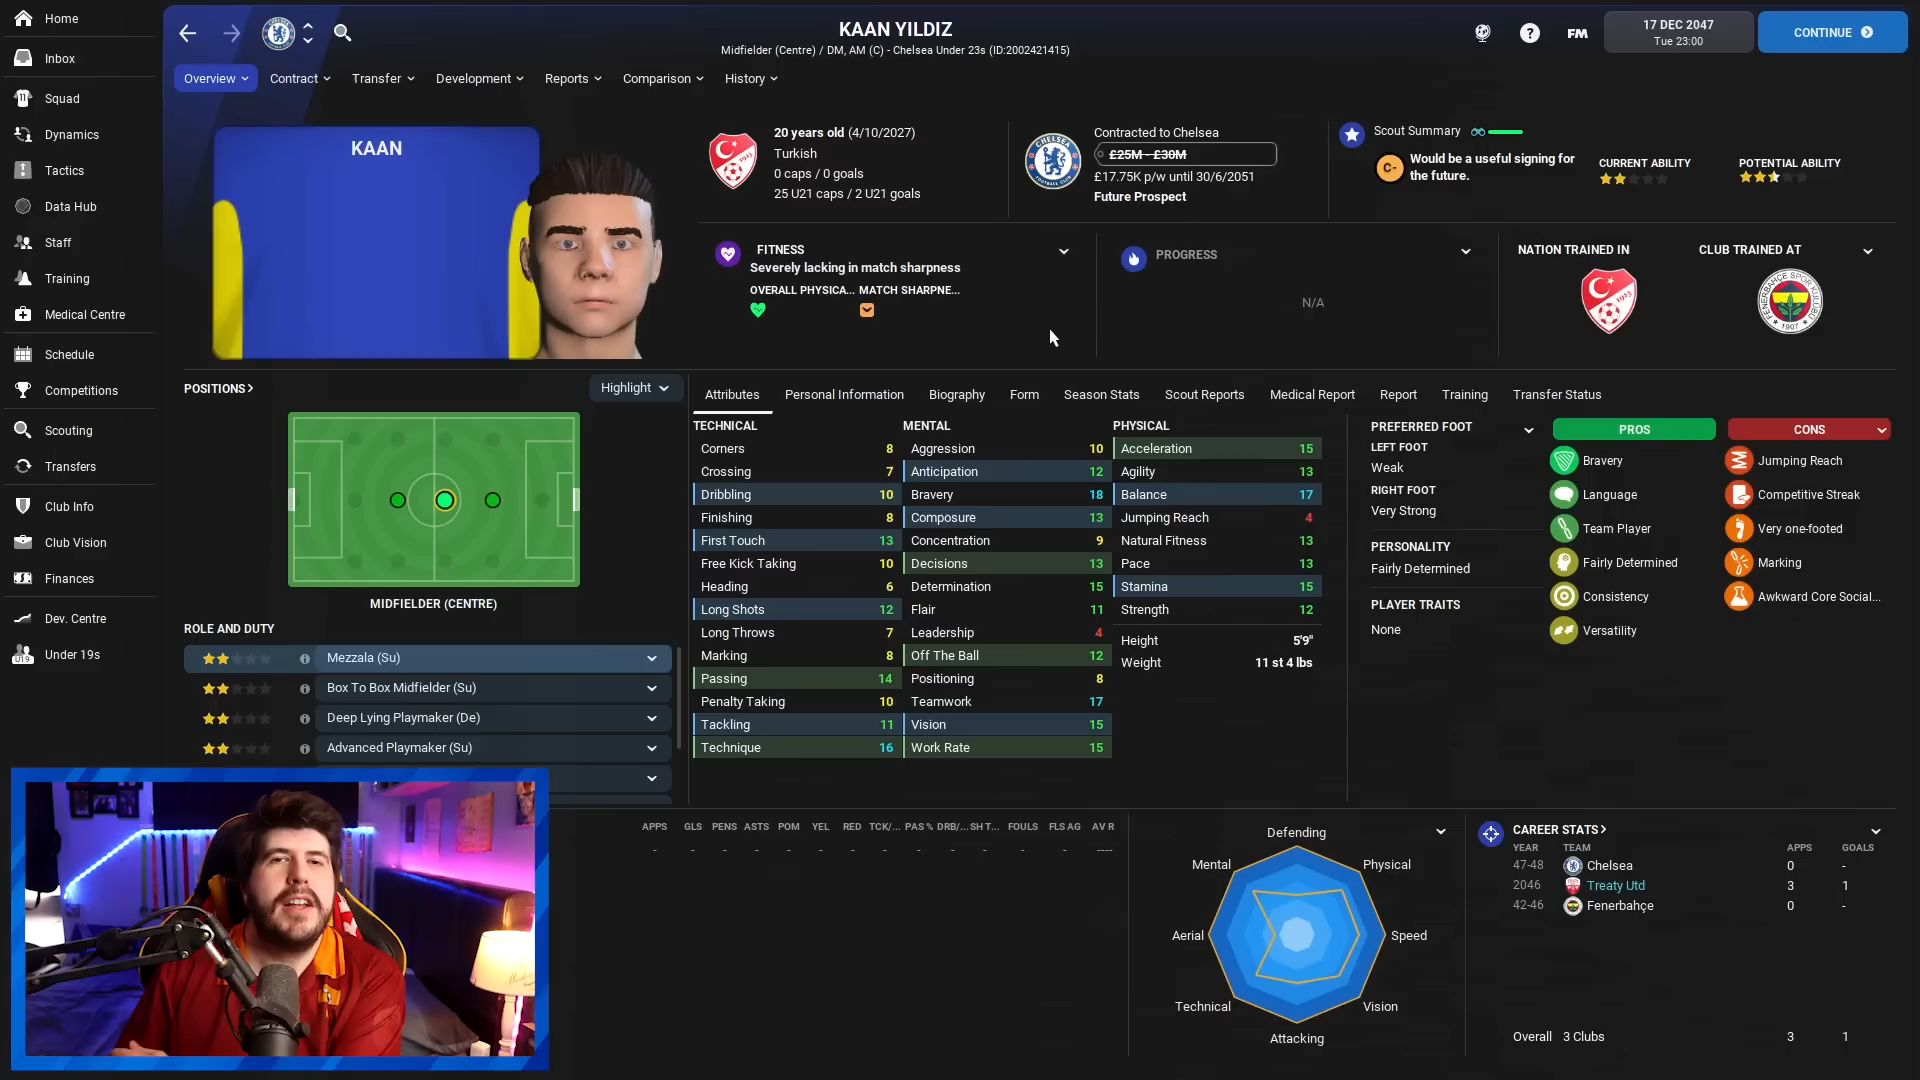 Home
Inbox
Squad
Dynamics
Tactics
Data Hub
Staff
Training
Medical Centre
Schedule
Competitions
Scouting
Transfers
Club Info
Club Vision
Finances
Dev. Centre
Under 19s
KAAN YILDIZ
Midfielder (Centre) / DM, AM (C) - Chelsea Under 23s (ID:2002421415)
FM
17 DEC 2047
Tue 23:00
CONTINUE
Overview Contract Transfer Development Reports Comparison History
KAAN
20 years old (4/10/2027)
Turkish
0 caps / 0 goals
25 U21 caps / 2 U21 goals
Contracted to Chelsea
£25M - £30M
£17.75K p/w until 30/6/2051
Future Prospect
Scout Summary
C-
Would be a useful signing for
the future.
CURRENT ABILITY
POTENTIAL ABILITY
FITNESS
Severely lacking in match sharpness
OVERALL PHYSICA... MATCH SHARPNE...
PROGRESS
N/A
NATION TRAINED IN
CLUB TRAINED AT
POSITIONS
Highlight
MIDFIELDER (CENTRE)
ROLE AND DUTY
Mezzala (Su)
Box To Box Midfielder (Su)
Deep Lying Playmaker (De)
Advanced Playmaker (Su)
Attributes Personal Information Biography Form Season Stats Scout Reports Medical Report Report Training Transfer Status
TECHNICAL
Corners 8
Crossing 7
Dribbling 10
Finishing 8
First Touch 13
Free Kick Taking 10
Heading 6
Long Shots 12
Long Throws 7
Marking 8
Passing 14
Penalty Taking 10
Tackling 11
Technique 16
MENTAL
Aggression 10
Anticipation 12
Bravery 18
Composure 13
Concentration 9
Decisions 13
Determination 15
Flair 11
Leadership 4
Off The Ball 12
Positioning 8
Teamwork 17
Vision 15
Work Rate 15
PHYSICAL
Acceleration 15
Agility 13
Balance 17
Jumping Reach 4
Natural Fitness 13
Pace 13
Stamina 15
Strength 12
Height 5'9"
Weight 11 st 4 lbs
PREFERRED FOOT
LEFT FOOT
Weak
RIGHT FOOT
Very Strong
PERSONALITY
Fairly Determined
PLAYER TRAITS
None
PROS
Bravery
Language
Team Player
Fairly Determined
Consistency
Versatility
CONS
Jumping Reach
Competitive Streak
Very one-footed
Marking
Awkward Core Social...
APPS GLS PENS ASTS POM YEL RED TCK/... PAS % DRB/... SH T... FOULS FLS AG AV R
- - - - - - - - - - - - - ----
Defending
Mental
Physical
Aerial
Speed
Technical
Vision
Attacking
CAREER STATS
YEAR TEAM APPS GOALS
47-48 Chelsea 0 -
2046 Treaty Utd 3 1
42-46 Fenerbahçe 0 -
Overall 3 Clubs 3 1